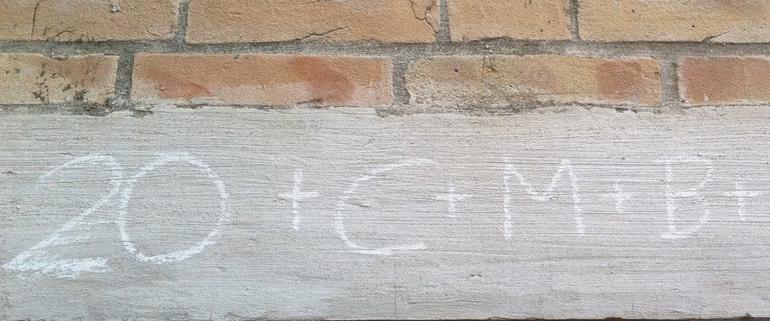 20 + C + M + B +